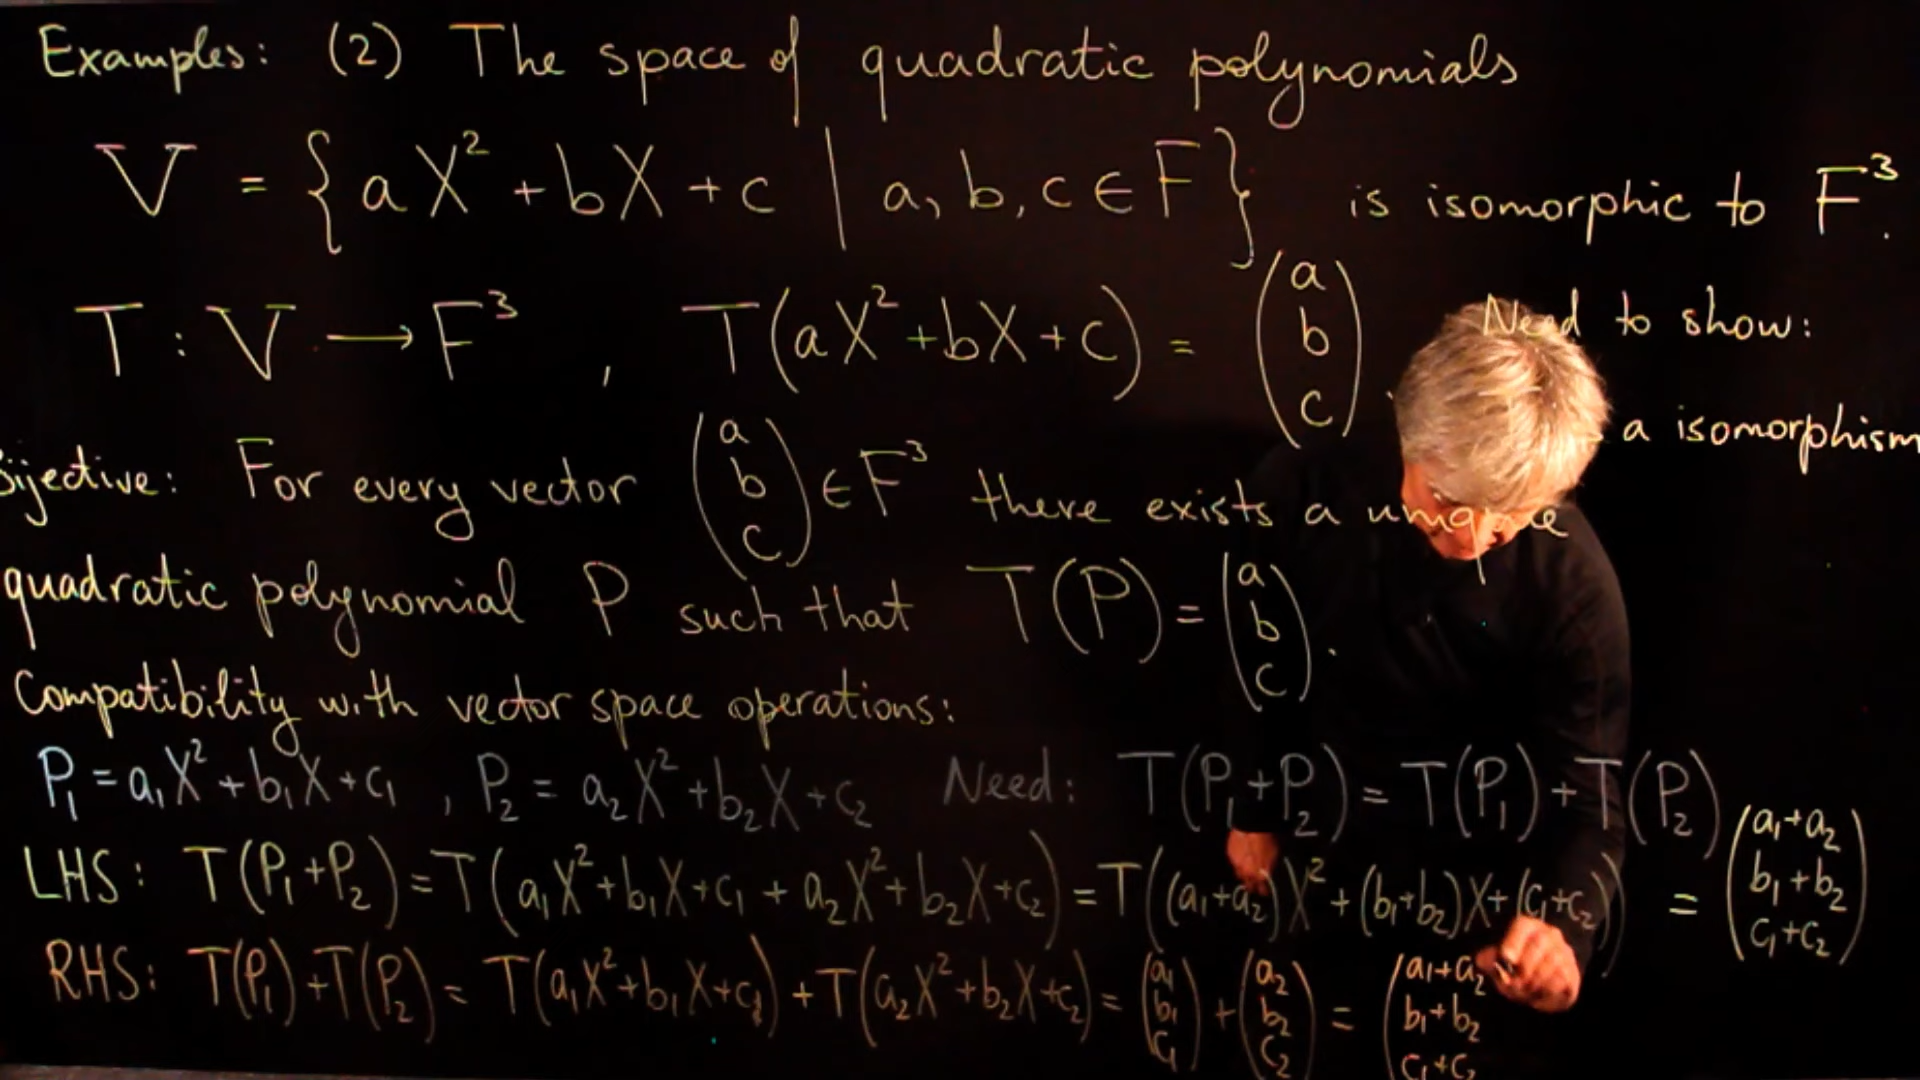 Examples: (2) The space of quadratic polynomials
V = { aX² + bX + c | a, b, c ∈ F } is isomorphic to F³.
T : V → F³ , T(aX² + bX + c) = (a b c). Need to show:
a isomorphism
Bijective: For every vector (a b c) ∈ F³ there exists a unique
quadratic polynomial P such that T(P) = (a b c).
Compatibility with vector space operations:
P₁ = a₁X² + b₁X + c₁ , P₂ = a₂X² + b₂X + c₂ Need: T(P₁ + P₂) = T(P₁) + T(P₂)
LHS: T(P₁ + P₂) = T(a₁X² + b₁X + c₁ + a₂X² + b₂X + c₂) = T((a₁ + a₂)X² + (b₁ + b₂)X + (c₁ + c₂)) = (a₁ + a₂ b₁ + b₂ c₁ + c₂)
RHS: T(P₁) + T(P₂) = T(a₁X² + b₁X + c₁) + T(a₂X² + b₂X + c₂) = (a₁ b₁ c₁) + (a₂ b₂ c₂) = (a₁ + a₂ b₁ + b₂ c₁ + c₂